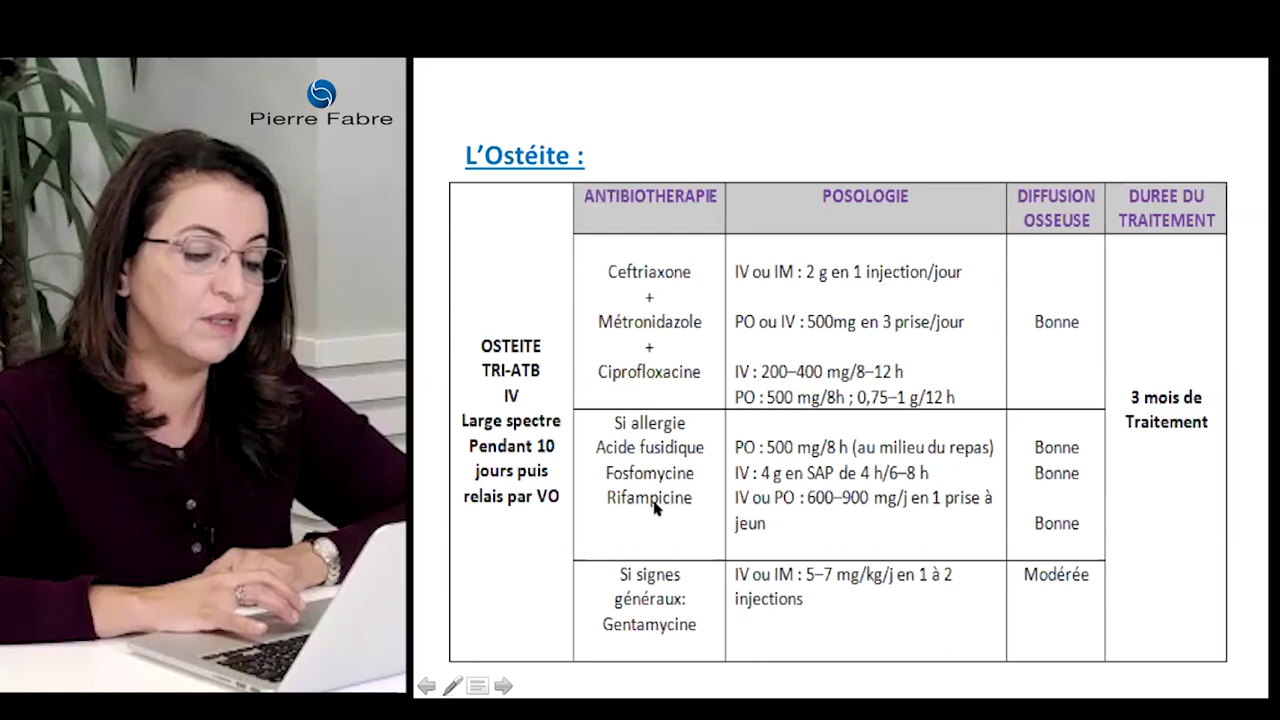 Pierre Fabre
L'Ostéite :
ANTIBIOTHERAPIE
POSOLOGIE
DIFFUSION
OSSEUSE
DUREE DU
TRAITEMENT
OSTEITE
TRI-ATB
IV
Large spectre
Pendant 10
jours puis
relais par VO
Ceftriaxone
+
Métronidazole
+
Ciprofloxacine
IV ou IM : 2 g en 1 injection/jour
PO ou IV : 500mg en 3 prise/jour
IV : 200–400 mg/8–12 h
PO : 500 mg/8h ; 0,75–1 g/12 h
Bonne
3 mois de
Traitement
Si allergie
Acide fusidique
Fosfomycine
Rifampicine
PO : 500 mg/8 h (au milieu du repas)
IV : 4 g en SAP de 4 h/6–8 h
IV ou PO : 600–900 mg/j en 1 prise à
jeun
Bonne
Bonne
Bonne
Si signes
généraux:
Gentamycine
IV ou IM : 5–7 mg/kg/j en 1 à 2
injections
Modérée